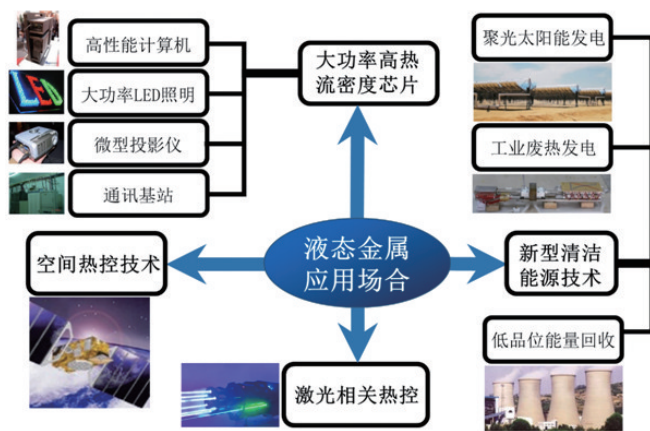 高性能计算机
大功率LED照明
微型投影仪
通讯基站
大功率高热
流密度芯片
聚光太阳能发电
工业废热发电
液态金属
应用场合
空间热控技术
新型清洁
能源技术
低品位能量回收
激光相关热控
LED